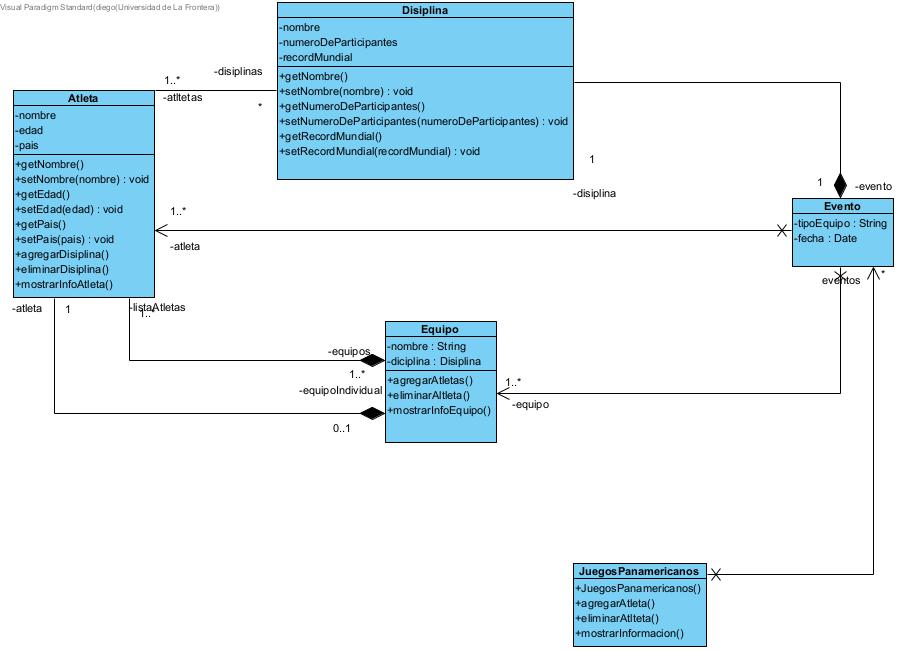 Visual Paradigm Standard(diego(Universidad de La Frontera))
Disiplina
-nombre
-numeroDeParticipantes
-recordMundial
+getNombre()
+setNombre(nombre) : void
+getNumeroDeParticipantes()
+setNumeroDeParticipantes(numeroDeParticipantes) : void
+getRecordMundial()
+setRecordMundial(recordMundial) : void
-disiplinas
1..*
-atltetas
*
Atleta
-nombre
-edad
-pais
+getNombre()
+setNombre(nombre) : void
+getEdad()
+setEdad(edad) : void
+getPais()
+setPais(pais) : void
+agregarDisiplina()
+eliminarDisiplina()
+mostrarInfoAtleta()
1
-disiplina
1
-evento
Evento
-tipoEquipo : String
-fecha : Date
1..*
-atleta
eventos
*
-atleta
1
-listaAtletas
1..*
-equipos
1..*
-equipoIndividual
0..1
Equipo
-nombre : String
-diciplina : Disiplina
+agregarAtletas()
+eliminarAltleta()
+mostrarInfoEquipo()
1..*
-equipo
JuegosPanamericanos
+JuegosPanamericanos()
+agregarAtleta()
+eliminarAtlteta()
+mostrarInformacion()